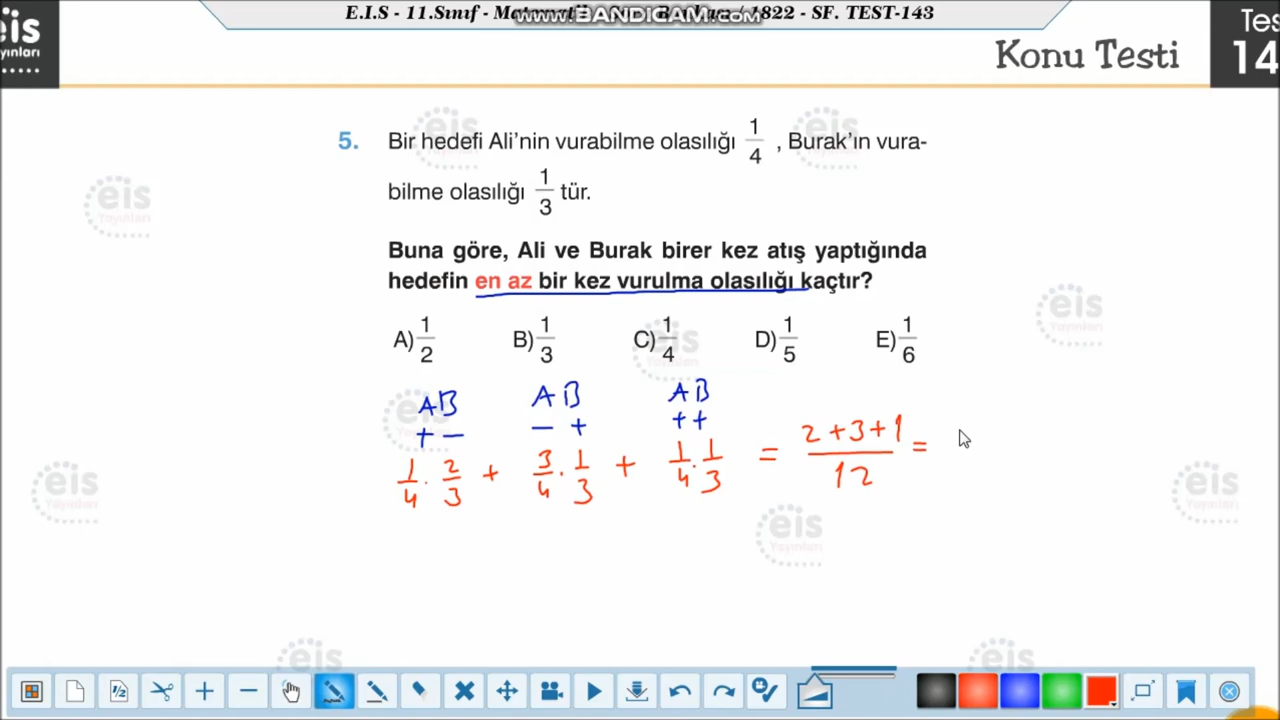 E.I.S - 11.Sınıf - 1822 - SF. TEST-143
www.BANDICAM.com
eis
Yayınları
Konu Testi
Tes
14
5. Bir hedefi Ali’nin vurabilme olasılığı 1/4 , Burak’ın vura-
bilme olasılığı 1/3 tür.
Buna göre, Ali ve Burak birer kez atış yaptığında
hedefin en az bir kez vurulma olasılığı kaçtır?
A) 1/2 B) 1/3 C) 1/4 D) 1/5 E) 1/6
AB AB AB
+ − − + + +
1/4 . 2/3 + 3/4 . 1/3 + 1/4 . 1/3 = 2+3+1/12 =